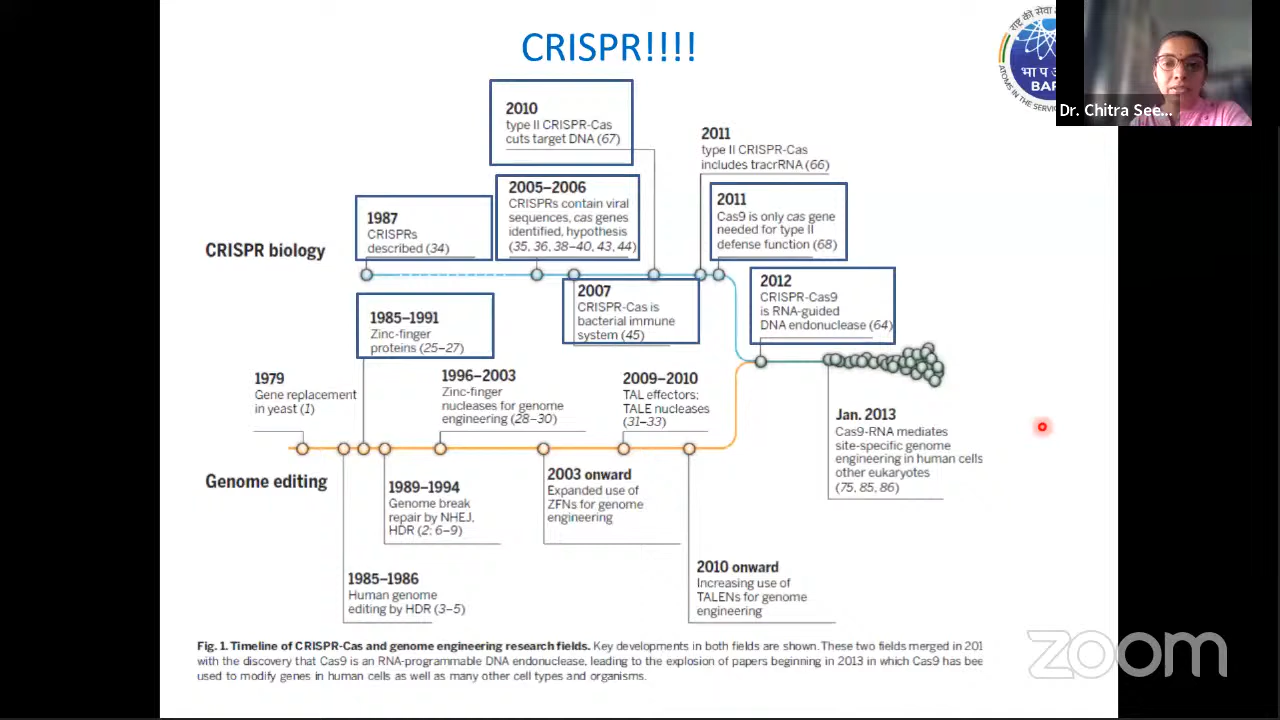 CRISPR!!!!
राष्ट्र की सेवा
भा प अ
BAR
ATOMS IN THE SERVICE
Dr. Chitra See...
2010
type II CRISPR-Cas
cuts target DNA (67)
2011
type II CRISPR-Cas
includes tracrRNA (66)
2005–2006
CRISPRs contain viral
sequences, cas genes
identified, hypothesis
(35, 36, 38–40, 43, 44)
2011
Cas9 is only cas gene
needed for type II
defense function (68)
1987
CRISPRs
described (34)
CRISPR biology
2007
CRISPR-Cas is
bacterial immune
system (45)
2012
CRISPR-Cas9
is RNA-guided
DNA endonuclease (64)
1985–1991
Zinc-finger
proteins (25–27)
1979
Gene replacement
in yeast (1)
1996–2003
Zinc-finger
nucleases for genome
engineering (28–30)
2009–2010
TAL effectors;
TALE nucleases
(31–33)
Jan. 2013
Cas9-RNA mediates
site-specific genome
engineering in human cells
other eukaryotes
(75, 85, 86)
Genome editing
1989–1994
Genome break
repair by NHEJ,
HDR (2; 6–9)
2003 onward
Expanded use of
ZFNs for genome
engineering
1985–1986
Human genome
editing by HDR (3–5)
2010 onward
Increasing use of
TALENs for genome
engineering
Fig. 1. Timeline of CRISPR-Cas and genome engineering research fields. Key developments in both fields are shown. These two fields merged in 201
with the discovery that Cas9 is an RNA-programmable DNA endonuclease, leading to the explosion of papers beginning in 2013 in which Cas9 has bee
used to modify genes in human cells as well as many other cell types and organisms.
zoom